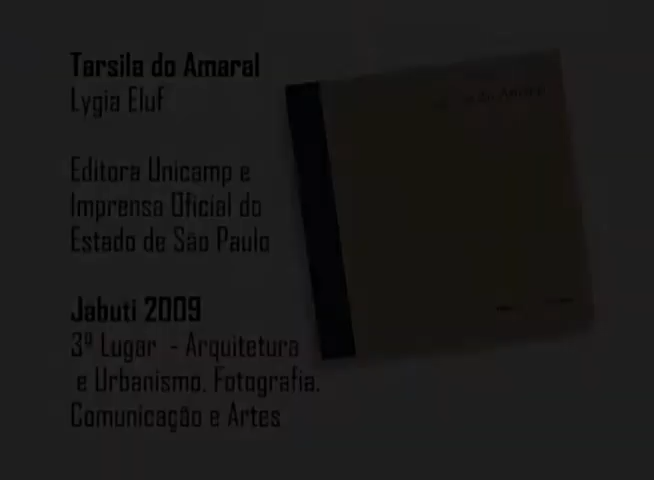 Tarsila do Amaral
Lygia Eluf
Editora Unicamp e
Imprensa Oficial do
Estado de São Paulo
Jabuti 2009
3º Lugar - Arquitetura
e Urbanismo, Fotografia,
Comunicação e Artes